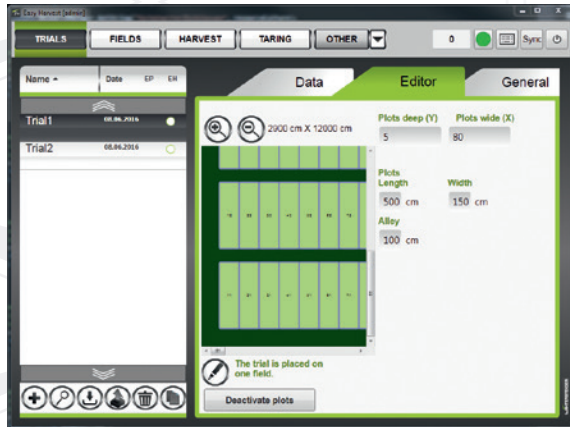 Easy Harvest [admin]
TRIALS FIELDS HARVEST TARING OTHER 0 Sync
Name Date EP EH
Data Editor General
Trial1 08.06.2016
Trial2 08.06.2016
2900 cm X 12000 cm
Plots deep (Y) Plots wide (X)
5 80
Plots
Length Width
500 cm 150 cm
Alley
100 cm
The trial is placed on
one field.
Deactivate plots